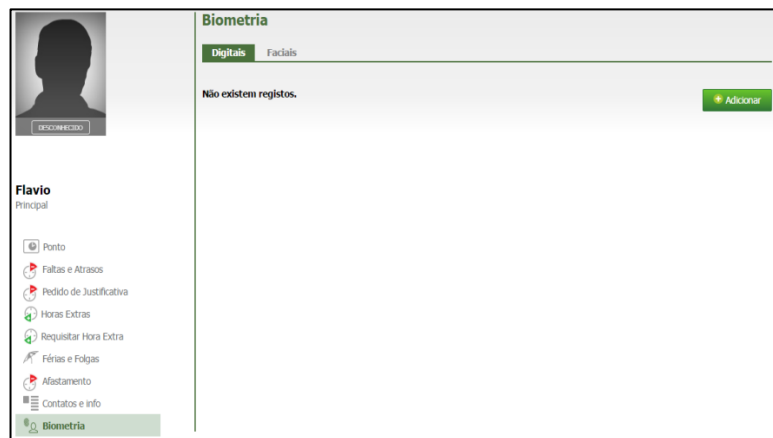 Biometria
Digitais Faciais
Não existem registos.
Adicionar
DESCONHECIDO
Flavio
Principal
Ponto
Faltas e Atrasos
Pedido de Justificativa
Horas Extras
Requisitar Hora Extra
Férias e Folgas
Afastamento
Contatos e info
Biometria